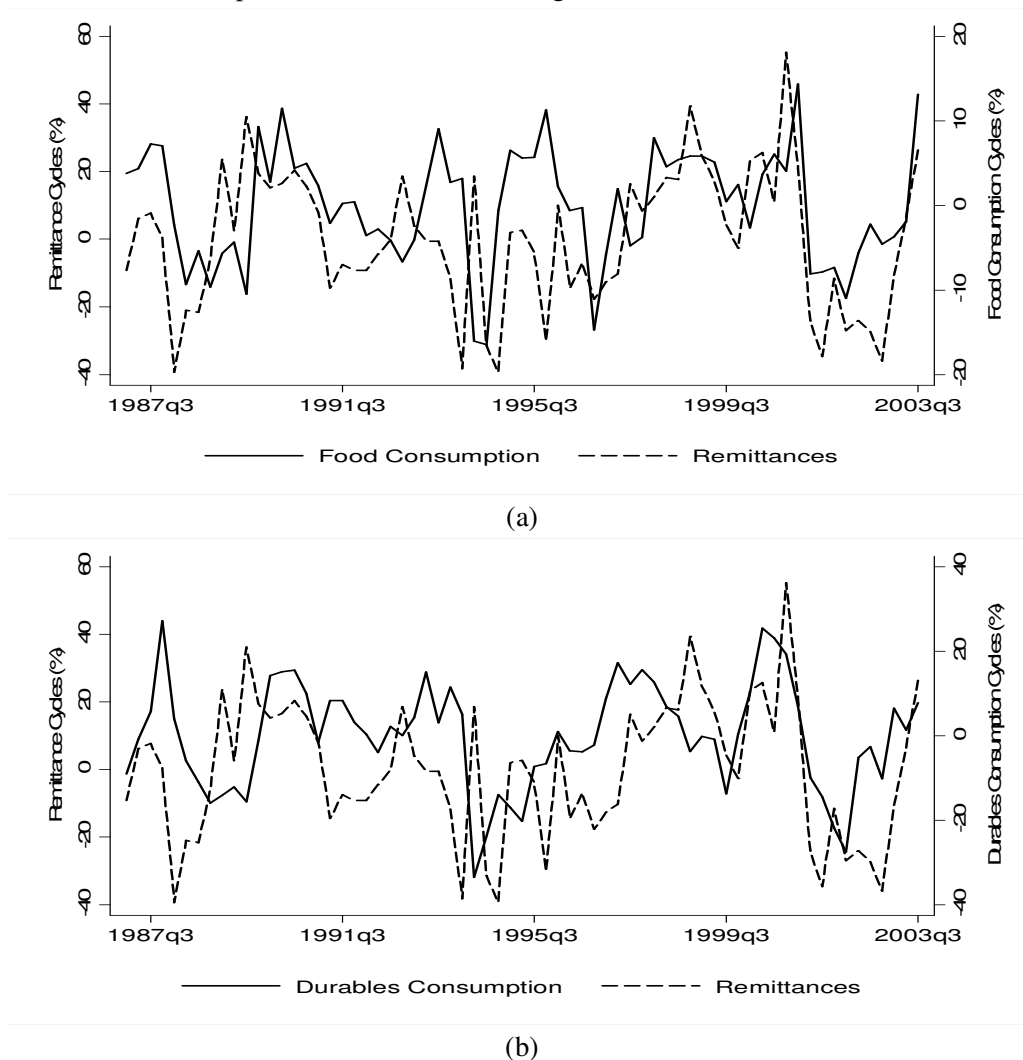 60
40
20
0
-20
-40
Remittance Cycles (%)
20
10
0
-10
-20
Food Consumption Cycles (%)
1987q3 1991q3 1995q3 1999q3 2003q3
Food Consumption Remittances
(a)
60
40
20
0
-20
-40
Remittance Cycles (%)
40
20
0
-20
-40
Durables Consumption Cycles (%)
1987q3 1991q3 1995q3 1999q3 2003q3
Durables Consumption Remittances
(b)